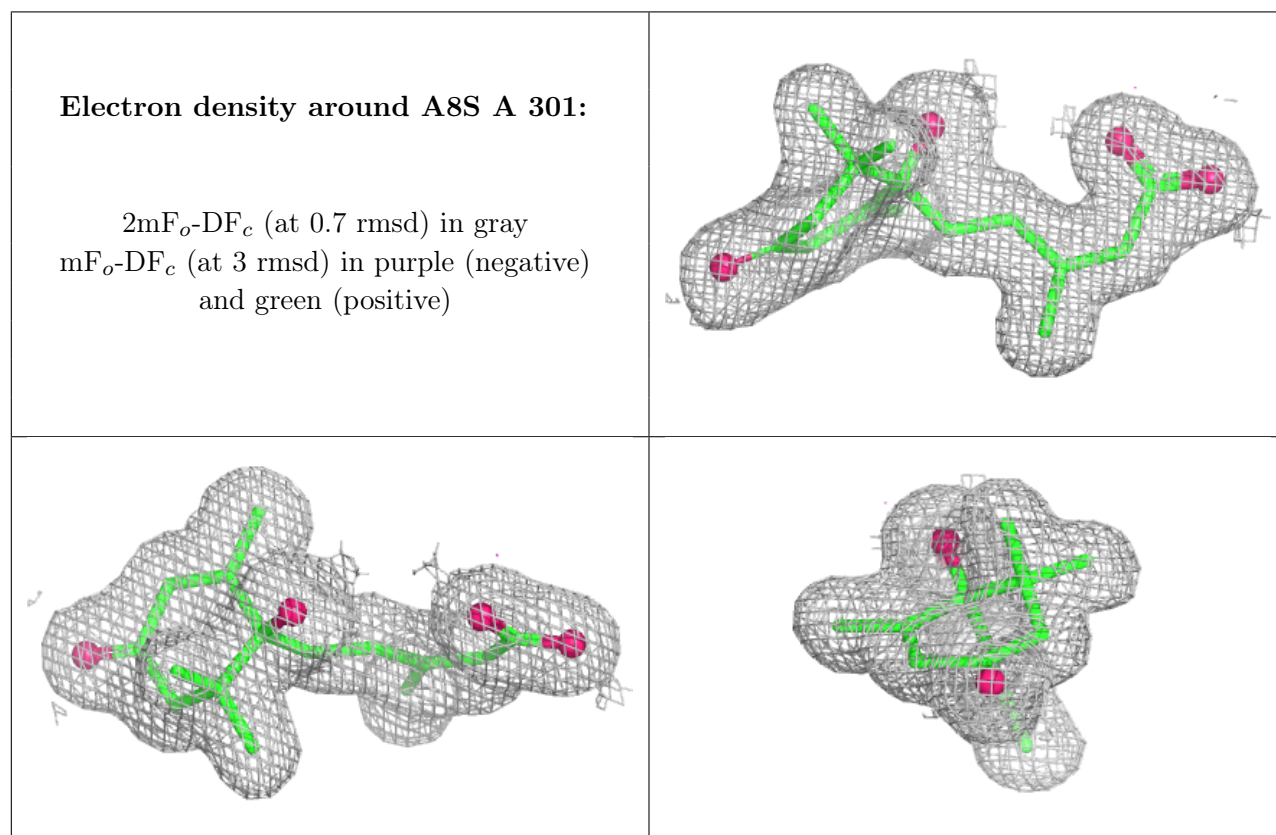 Electron density around A8S A 301:
2mFo-DFc (at 0.7 rmsd) in gray
mFo-DFc (at 3 rmsd) in purple (negative)
and green (positive)